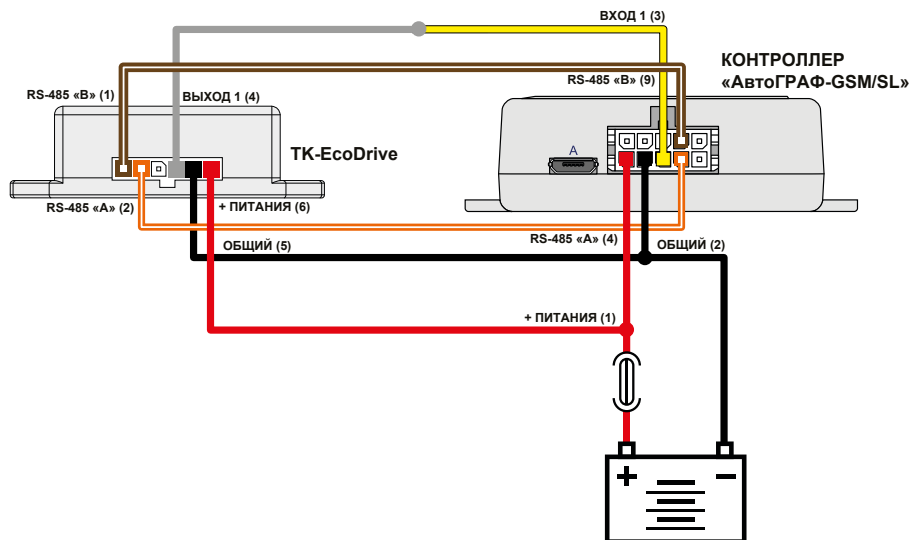 ВХОД 1 (3)
КОНТРОЛЛЕР
«АвтоГРАФ-GSM/SL»
RS-485 «B» (1)
RS-485 «B» (9)
ВЫХОД 1 (4)
TK-EcoDrive
A
RS-485 «A» (2)
+ ПИТАНИЯ (6)
RS-485 «A» (4)
ОБЩИЙ (5)
ОБЩИЙ (2)
+ ПИТАНИЯ (1)
+ −